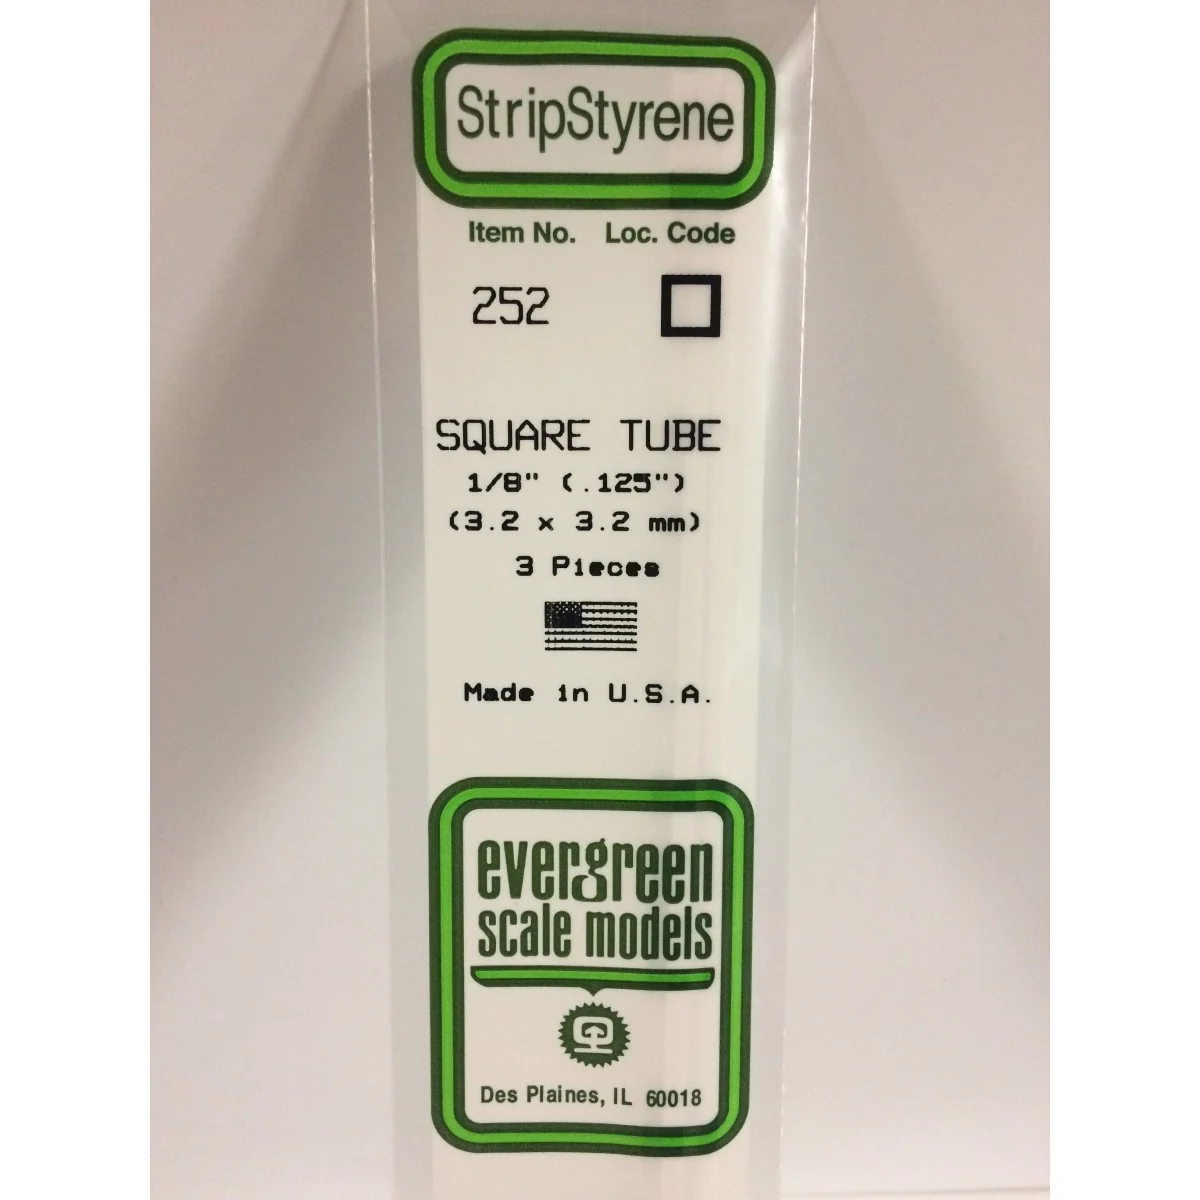 StripStyrene
Item No. Loc. Code
252
SQUARE TUBE
1/8" (.125")
(3.2 x 3.2 mm)
3 Pieces
Made in U.S.A.
evergreen
scale models
Des Plaines, IL 60018